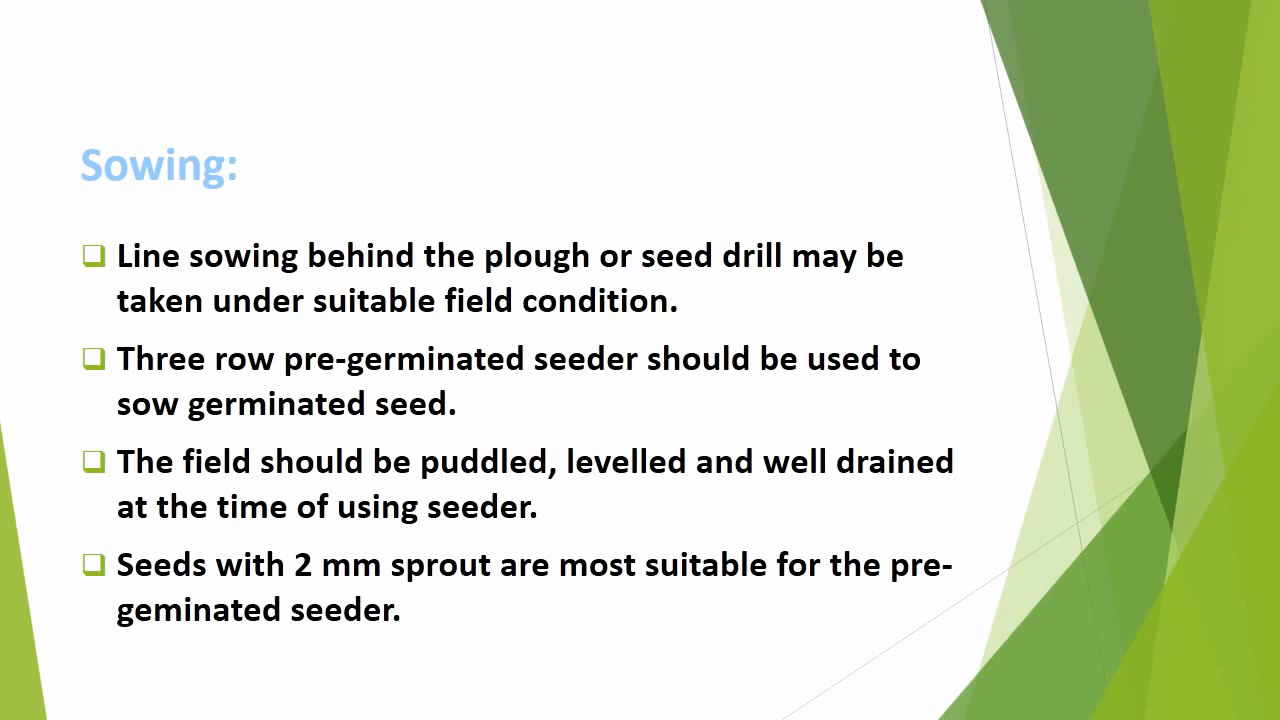 Sowing:
Line sowing behind the plough or seed drill may be
taken under suitable field condition.
Three row pre-germinated seeder should be used to
sow germinated seed.
The field should be puddled, levelled and well drained
at the time of using seeder.
Seeds with 2 mm sprout are most suitable for the pre-
geminated seeder.